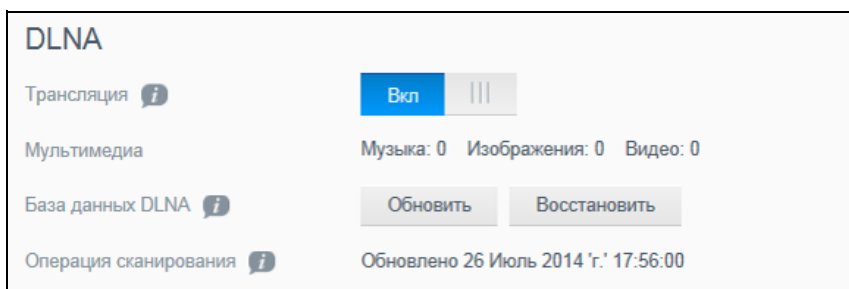 DLNA
Трансляция Вкл
Мультимедиа Музыка: 0 Изображения: 0 Видео: 0
База данных DLNA Обновить Восстановить
Операция сканирования Обновлено 26 Июль 2014 'г.' 17:56:00